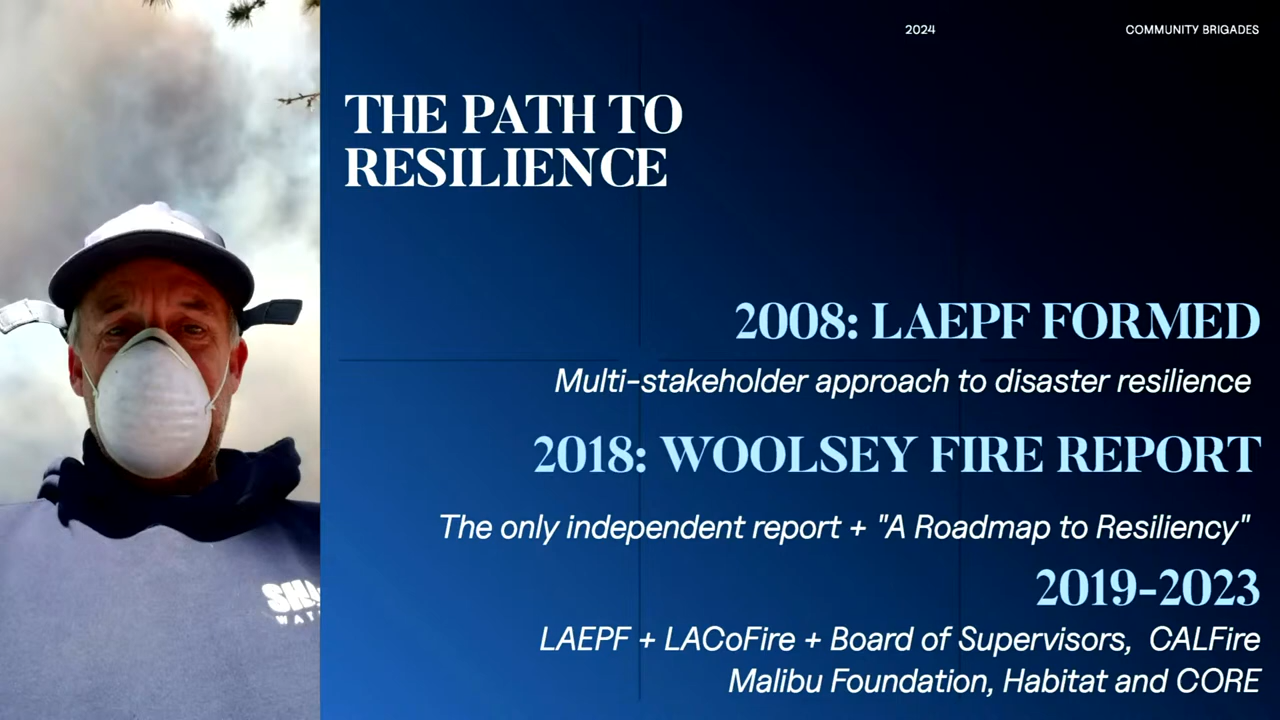 2024 COMMUNITY BRIGADES
THE PATH TO
RESILIENCE
2008: LAEPF FORMED
Multi-stakeholder approach to disaster resilience
2018: WOOLSEY FIRE REPORT
The only independent report + "A Roadmap to Resiliency"
2019-2023
LAEPF + LACoFire + Board of Supervisors, CALFire
Malibu Foundation, Habitat and CORE